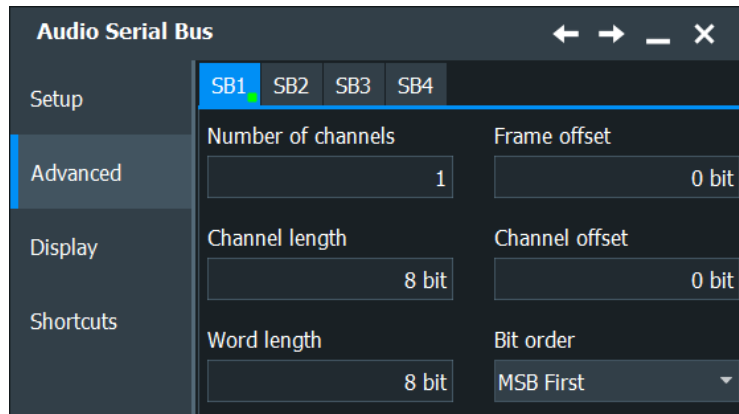 Audio Serial Bus
Setup
Advanced
Display
Shortcuts
SB1 SB2 SB3 SB4
Number of channels
1
Frame offset
0 bit
Channel length
8 bit
Channel offset
0 bit
Word length
8 bit
Bit order
MSB First